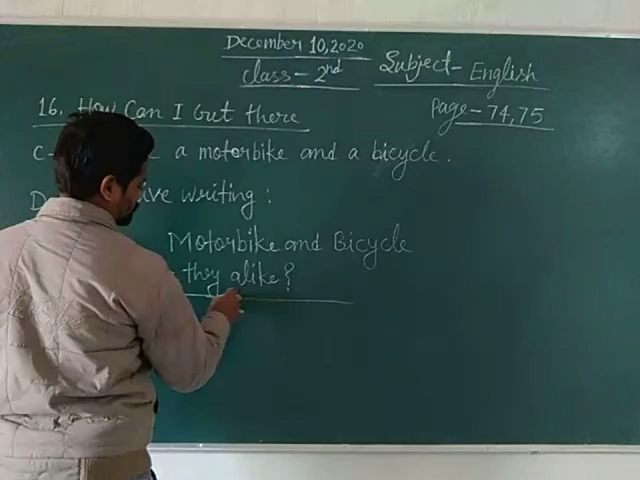 December 10, 2020
Class - 2nd
Subject - English
16. How Can I Gut there
Page - 74,75
C- a motorbike and a bicycle.
D ive writing :
Motorbike and Bicycle
they alike?